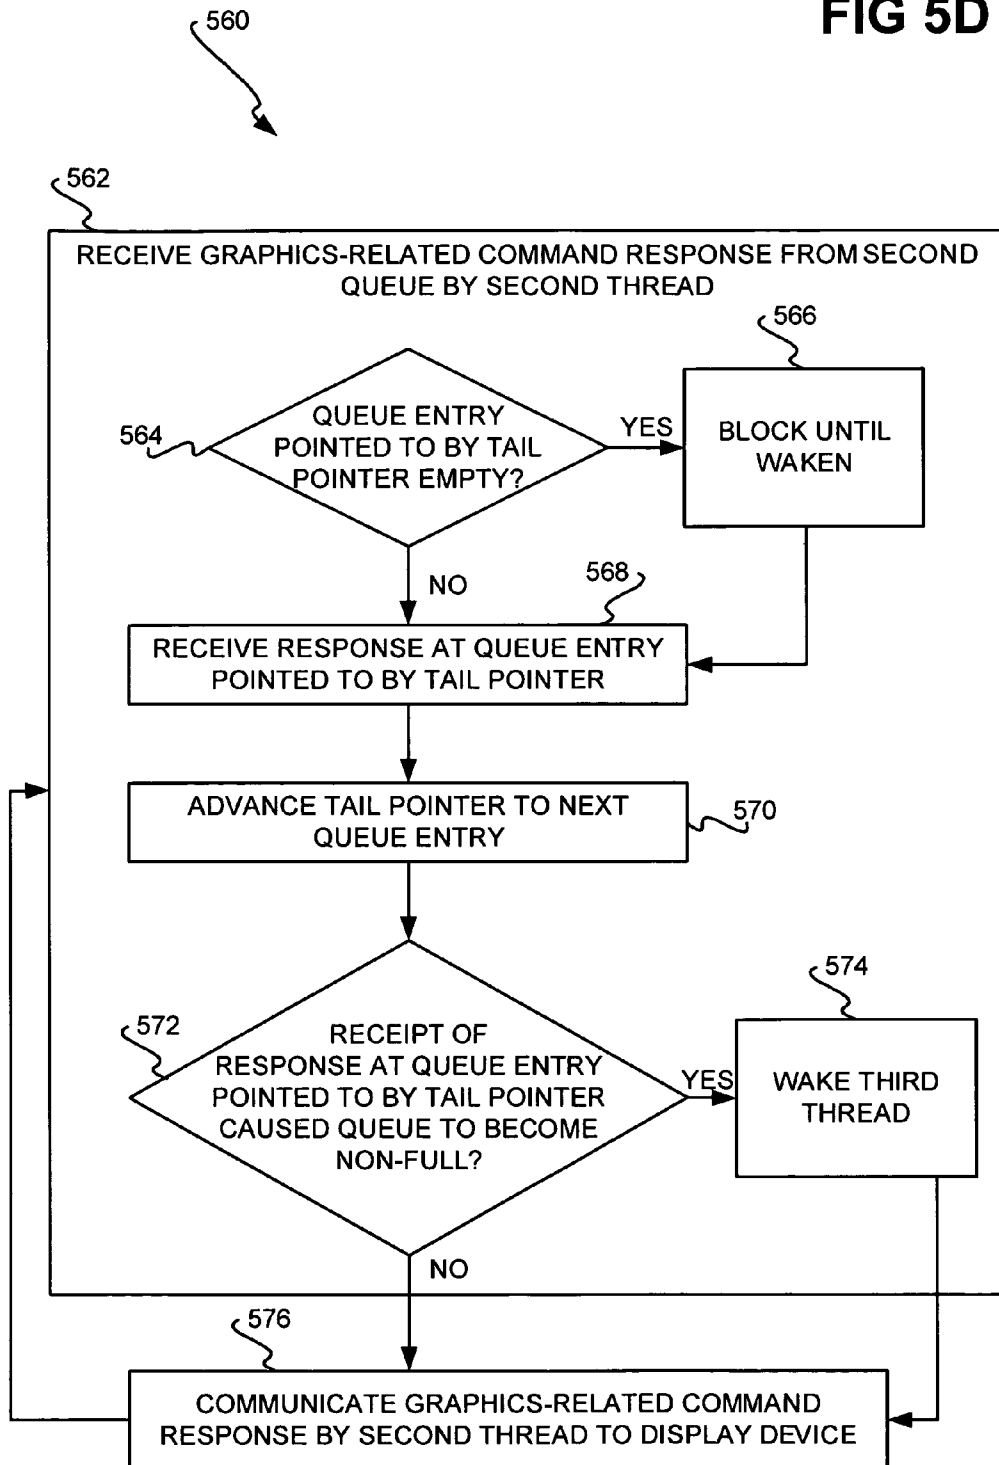 FIG 5D
560
562
RECEIVE GRAPHICS-RELATED COMMAND RESPONSE FROM SECOND
QUEUE BY SECOND THREAD
566
564
QUEUE ENTRY
POINTED TO BY TAIL
POINTER EMPTY?
YES
BLOCK UNTIL
WAKEN
NO
568
RECEIVE RESPONSE AT QUEUE ENTRY
POINTED TO BY TAIL POINTER
ADVANCE TAIL POINTER TO NEXT
QUEUE ENTRY
570
572
RECEIPT OF
RESPONSE AT QUEUE ENTRY
POINTED TO BY TAIL POINTER
CAUSED QUEUE TO BECOME
NON-FULL?
YES
574
WAKE THIRD
THREAD
NO
576
COMMUNICATE GRAPHICS-RELATED COMMAND
RESPONSE BY SECOND THREAD TO DISPLAY DEVICE